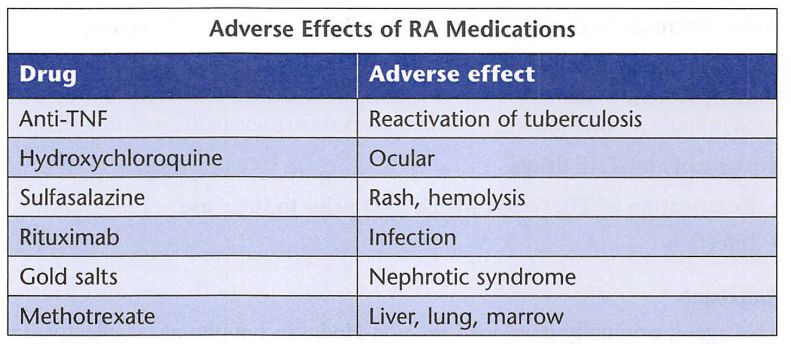 Adverse Effects of RA Medications
Drug Adverse effect
Anti-TNF Reactivation of tuberculosis
Hydroxychloroquine Ocular
Sulfasalazine Rash, hemolysis
Rituximab Infection
Gold salts Nephrotic syndrome
Methotrexate Liver, lung, marrow